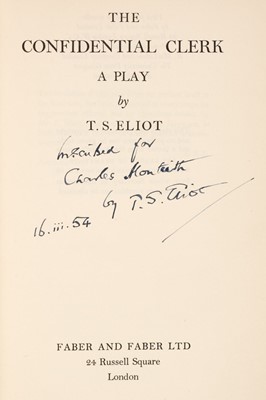 THE
CONFIDENTIAL CLERK
A PLAY
by
T. S. ELIOT
Inscribed for
Charles Monteith
by T. S. Eliot
16. iii. 54
FABER AND FABER LTD
24 Russell Square
London